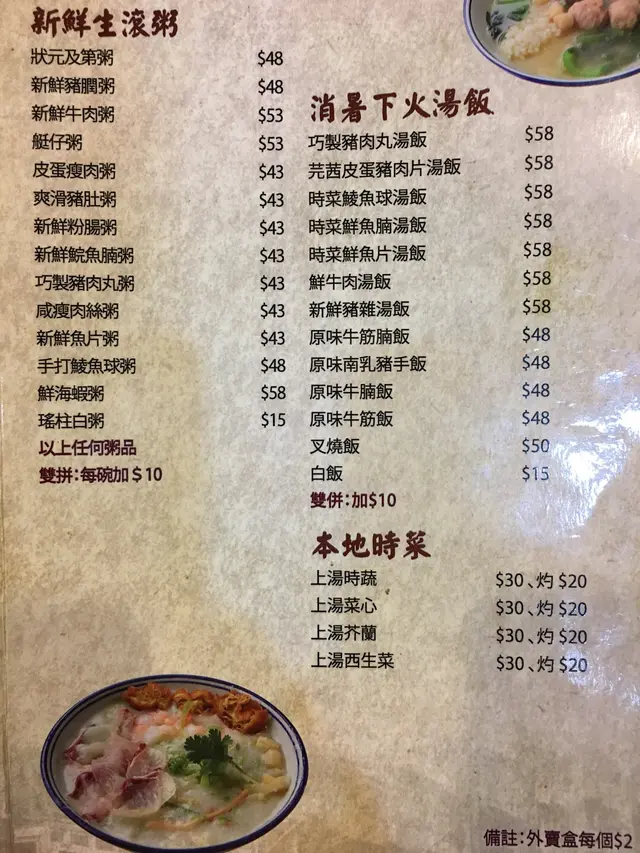 新鮮生滾粥
狀元及第粥 $48
新鮮豬膶粥 $48
新鮮牛肉粥 $53
艇仔粥 $53
皮蛋瘦肉粥 $43
爽滑豬肚粥 $43
新鮮粉腸粥 $43
新鮮鯇魚腩粥 $43
巧製豬肉丸粥 $43
咸瘦肉絲粥 $43
新鮮魚片粥 $43
手打鯪魚球粥 $48
鮮海蝦粥 $58
瑤柱白粥 $15
以上任何粥品
雙拼：每碗加＄10
消暑下火湯飯
巧製豬肉丸湯飯 $58
芫茜皮蛋豬肉片湯飯 $58
時菜鯪魚球湯飯 $58
時菜鮮魚腩湯飯 $58
時菜鮮魚片湯飯 $58
鮮牛肉湯飯 $58
新鮮豬雜湯飯 $58
原味牛筋腩飯 $48
原味南乳豬手飯 $48
原味牛腩飯 $48
原味牛筋飯 $48
叉燒飯 $50
白飯 $15
雙併：加$10
本地時菜
上湯時蔬 $30、灼 $20
上湯菜心 $30、灼 $20
上湯芥蘭 $30、灼 $20
上湯西生菜 $30、灼 $20
備註：外賣盒每個$2